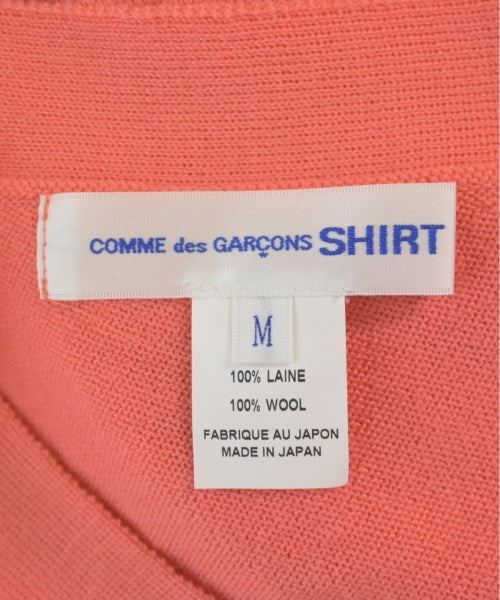 COMME des GARÇONS SHIRT
M
100% LAINE
100% WOOL
FABRIQUE AU JAPON
MADE IN JAPAN